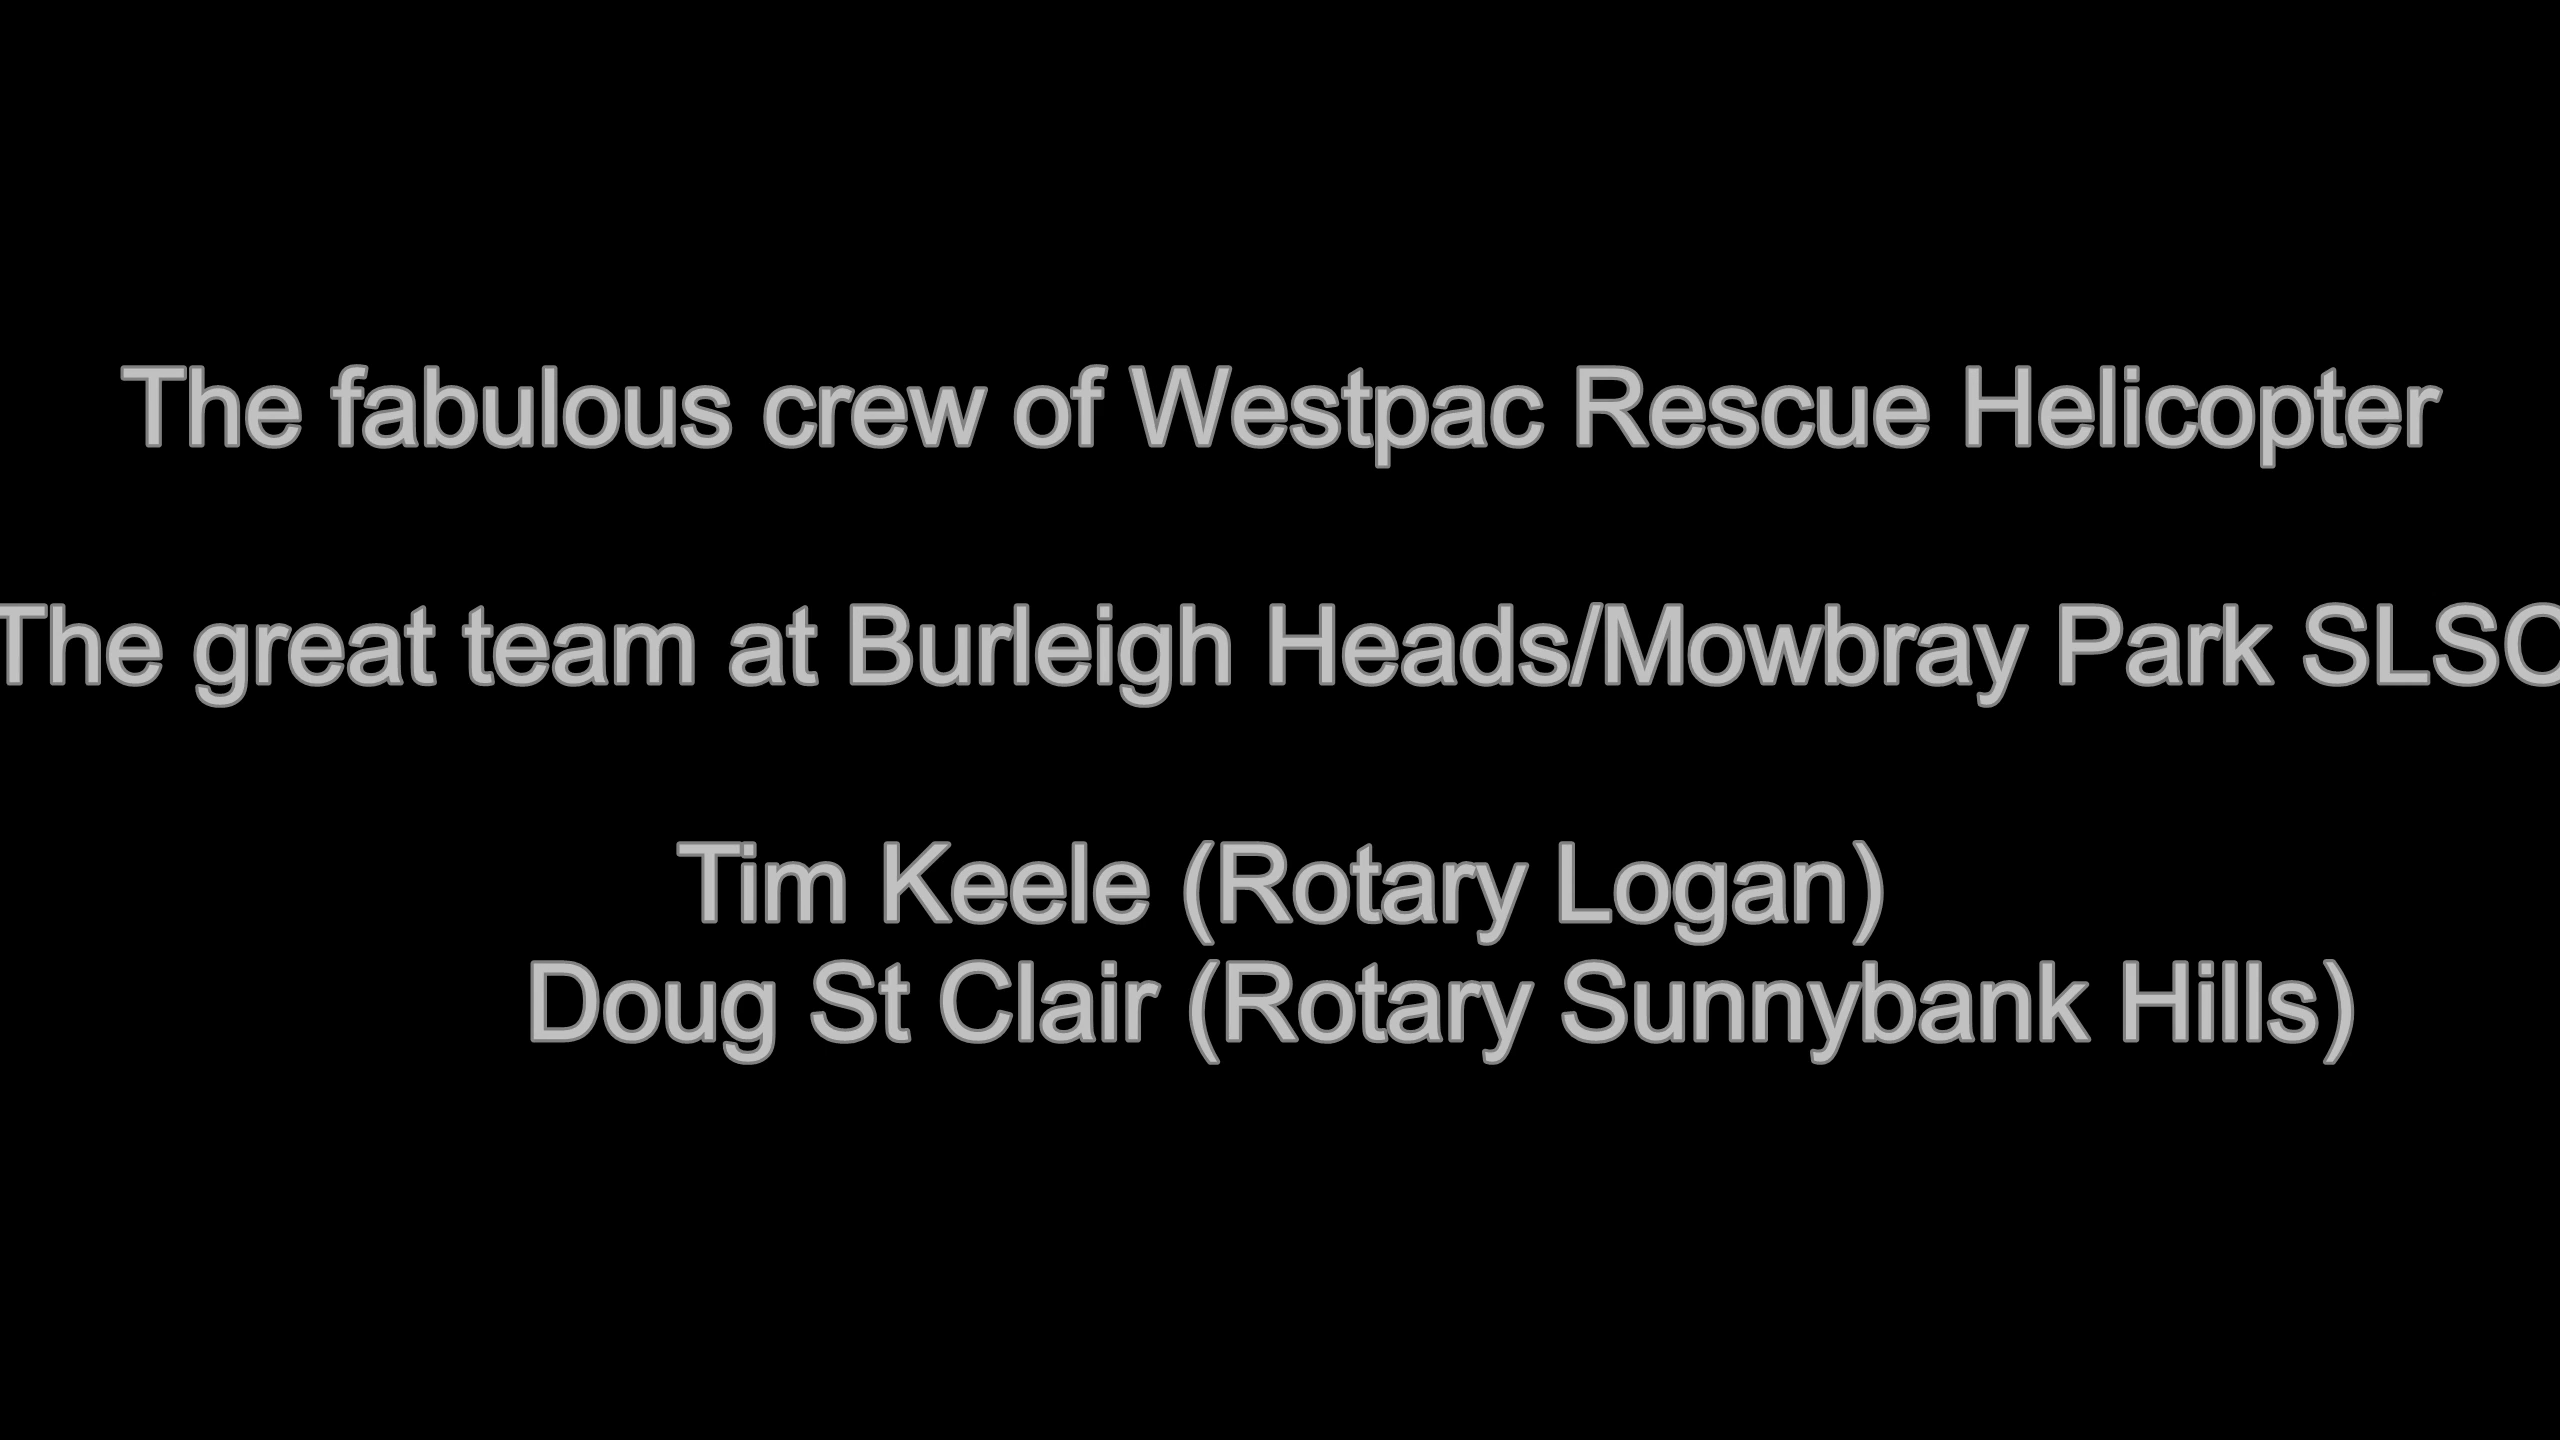 The fabulous crew of Westpac Rescue Helicopter
The great team at Burleigh Heads/Mowbray Park SLSC
Tim Keele (Rotary Logan)
Doug St Clair (Rotary Sunnybank Hills)